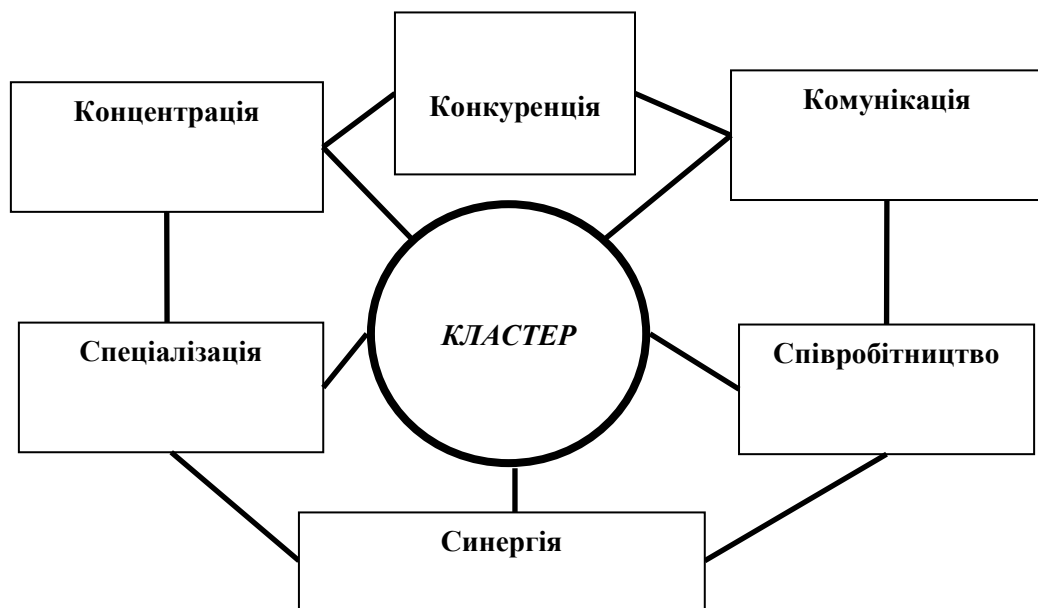 Концентрація
Конкуренція
Комунікація
КЛАСТЕР
Спеціалізація
Співробітництво
Синергія